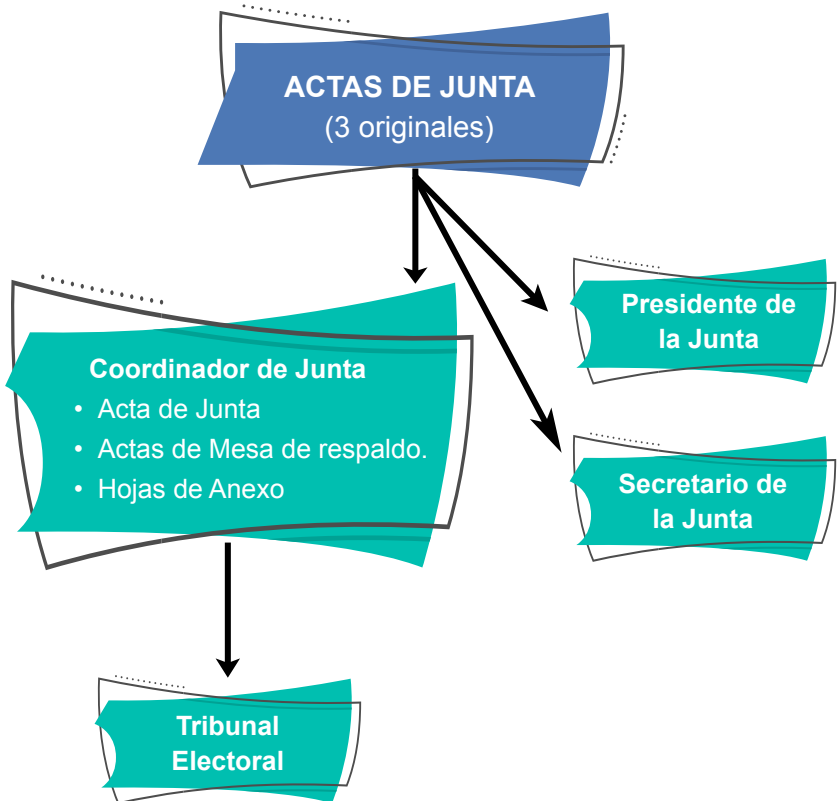 ACTAS DE JUNTA
(3 originales)
Coordinador de Junta
• Acta de Junta
• Actas de Mesa de respaldo.
• Hojas de Anexo
Presidente de
la Junta
Secretario de
la Junta
Tribunal
Electoral